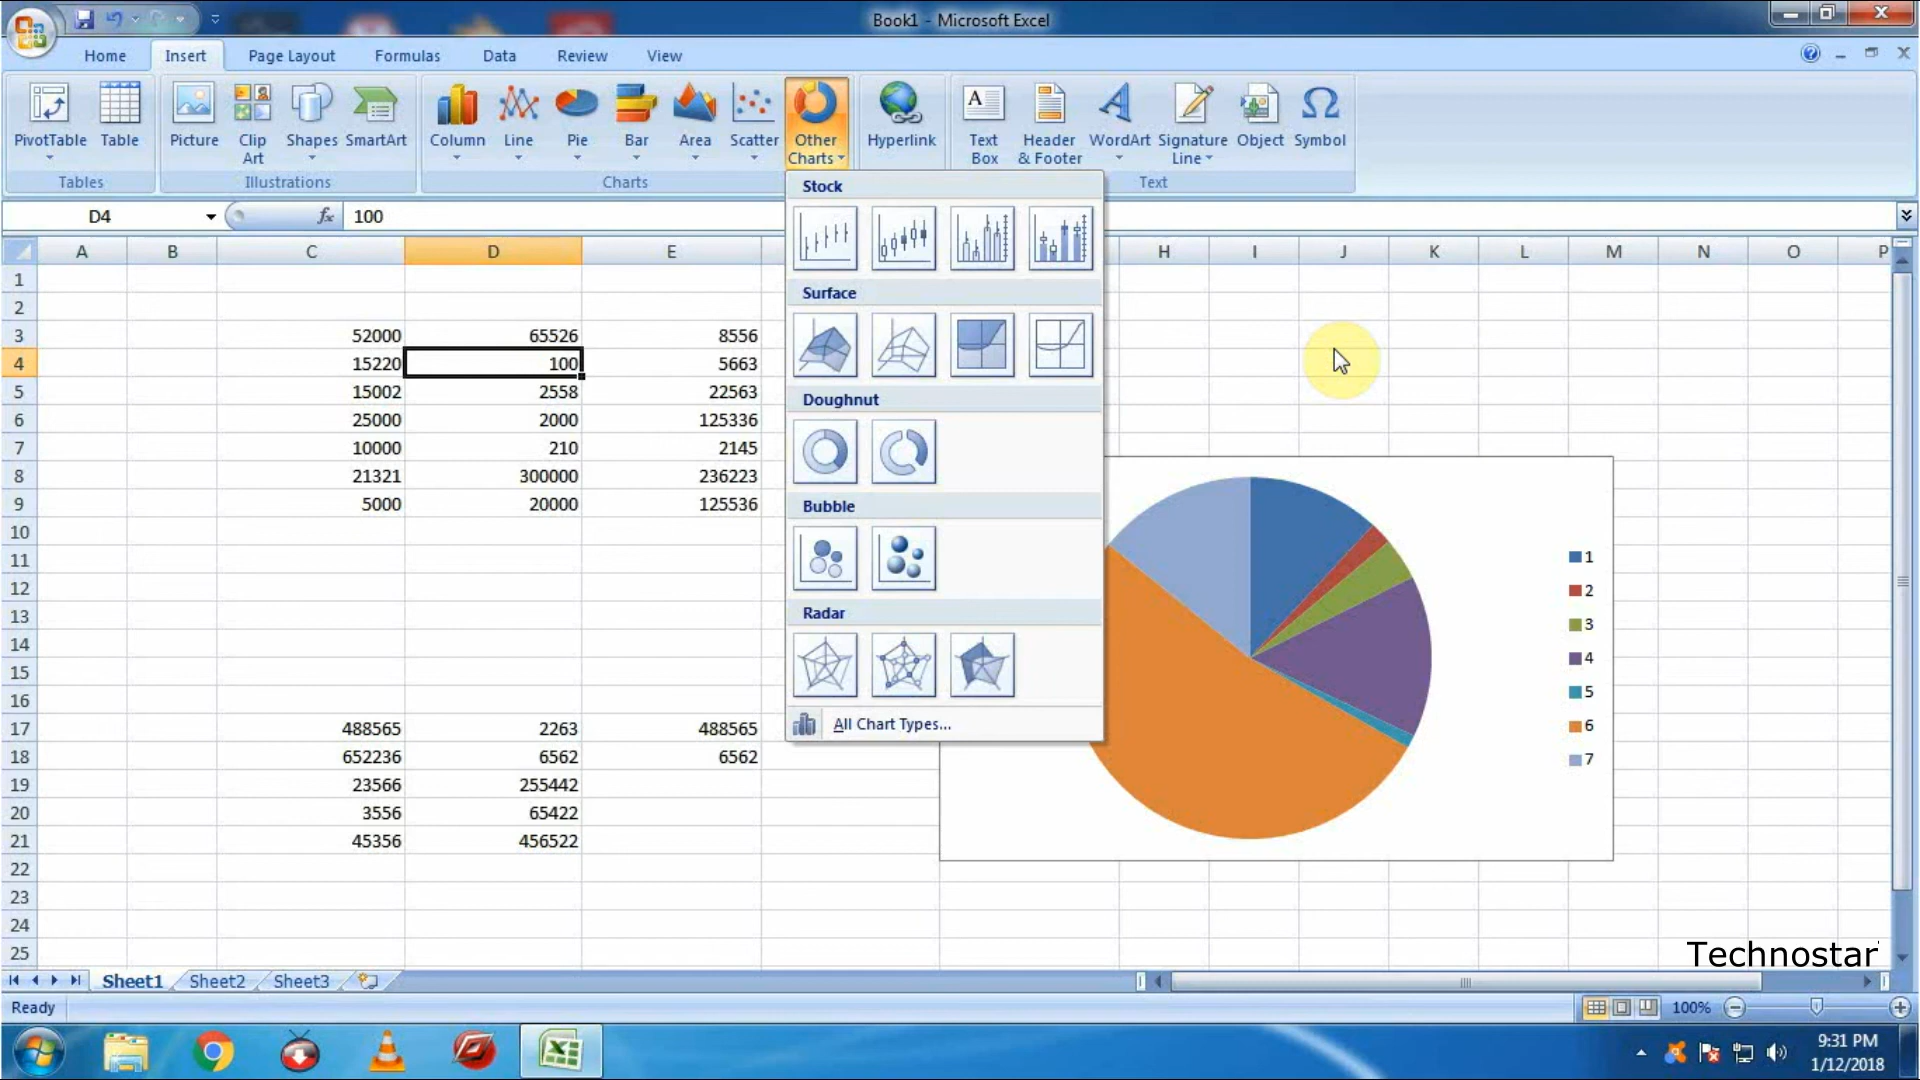 Book1 - Microsoft Excel
Home Insert Page Layout Formulas Data Review View
PivotTable Table Picture Clip Art Shapes SmartArt Column Line Pie Bar Area Scatter Other Charts Hyperlink Text Box Header & Footer WordArt Signature Line Object Symbol
Tables Illustrations Charts Text
D4 fx 100
A B C D E H I J K L M N O P
1
2
3 52000 65526 8556
4 15220 100 5663
5 15002 2558 22563
6 25000 2000 125336
7 10000 210 2145
8 21321 300000 236223
9 5000 20000 125536
10
11
12
13
14
15
16
17 488565 2263 488565
18 652236 6562 6562
19 23566 255442
20 3556 65422
21 45356 456522
22
23
24
25
Stock
Surface
Doughnut
Bubble
Radar
All Chart Types...
1
2
3
4
5
6
7
Technostar
Sheet1 Sheet2 Sheet3
Ready 100%
9:31 PM
1/12/2018